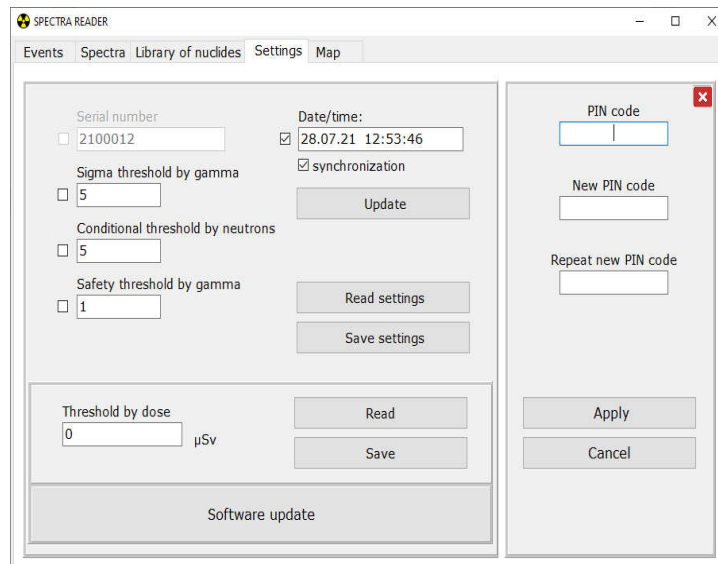 SPECTRA READER
Events Spectra Library of nuclides Settings Map
Serial number
2100012
Date/time:
28.07.21 12:53:46
synchronization
Sigma threshold by gamma
5
Update
Conditional threshold by neutrons
5
Safety threshold by gamma
1
Read settings
Save settings
Threshold by dose
0
µSv
Read
Save
Software update
PIN code
New PIN code
Repeat new PIN code
Apply
Cancel